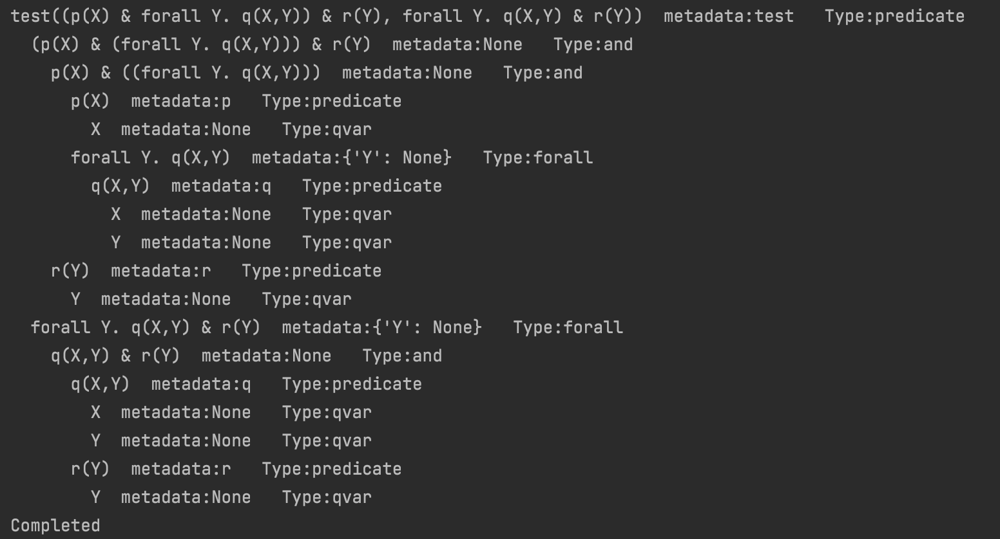 test((p(X) & forall Y. q(X,Y)) & r(Y), forall Y. q(X,Y) & r(Y))  metadata:test   Type:predicate
  (p(X) & (forall Y. q(X,Y))) & r(Y)  metadata:None   Type:and
    p(X) & ((forall Y. q(X,Y)))  metadata:None   Type:and
      p(X)  metadata:p   Type:predicate
        X  metadata:None   Type:qvar
      forall Y. q(X,Y)  metadata:{'Y': None}   Type:forall
        q(X,Y)  metadata:q   Type:predicate
          X  metadata:None   Type:qvar
          Y  metadata:None   Type:qvar
    r(Y)  metadata:r   Type:predicate
      Y  metadata:None   Type:qvar
  forall Y. q(X,Y) & r(Y)  metadata:{'Y': None}   Type:forall
    q(X,Y) & r(Y)  metadata:None   Type:and
      q(X,Y)  metadata:q   Type:predicate
        X  metadata:None   Type:qvar
        Y  metadata:None   Type:qvar
      r(Y)  metadata:r   Type:predicate
        Y  metadata:None   Type:qvar
Completed